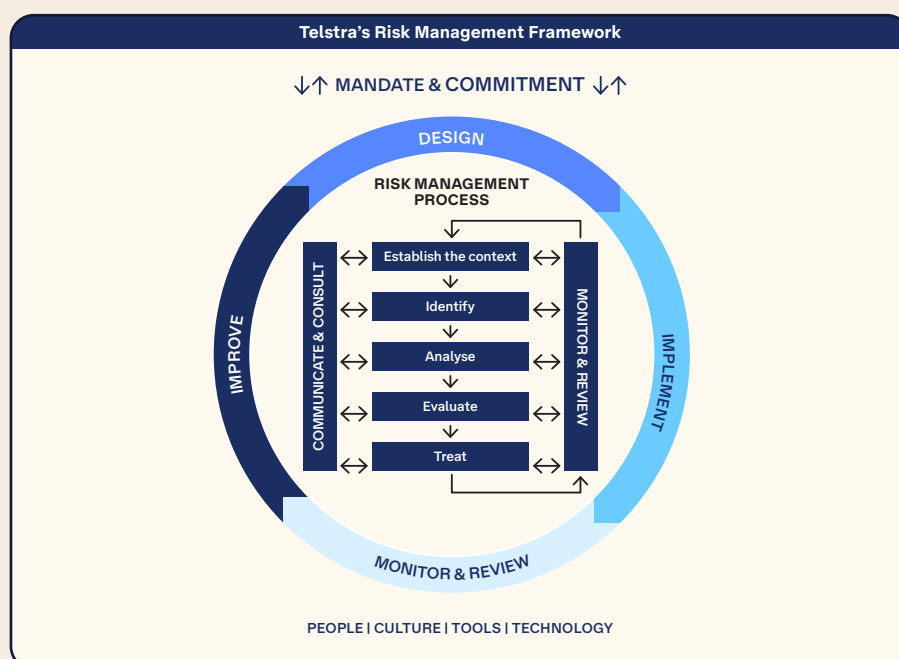 Telstra’s Risk Management Framework
MANDATE & COMMITMENT
DESIGN
RISK MANAGEMENT
PROCESS
Establish the context
Identify
Analyse
Evaluate
Treat
COMMUNICATE & CONSULT
MONITOR & REVIEW
IMPROVE
IMPLEMENT
MONITOR & REVIEW
PEOPLE | CULTURE | TOOLS | TECHNOLOGY